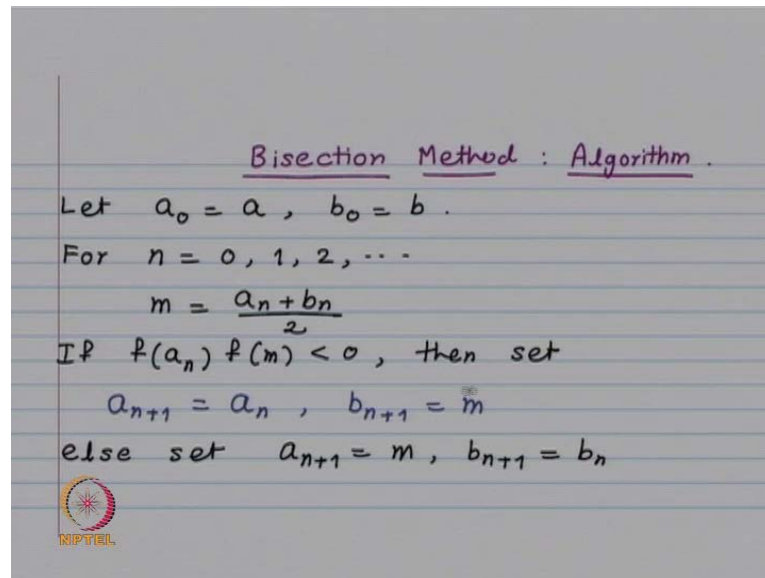 Bisection Method : Algorithm .
Let a₀ = a , b₀ = b .
For n = 0 , 1 , 2 , ...
m = (aₙ + bₙ)/2
If f(aₙ) f(m) < 0 , then set
aₙ₊₁ = aₙ , bₙ₊₁ = m
else set aₙ₊₁ = m , bₙ₊₁ = bₙ
NPTEL